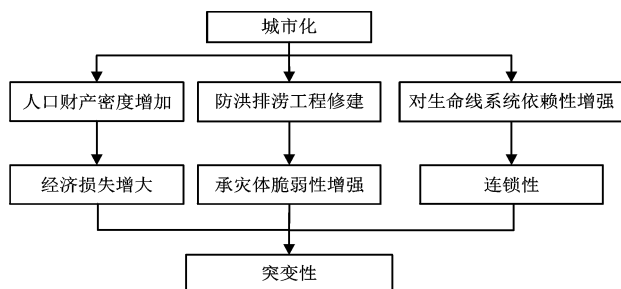 城市化
人口财产密度增加
防洪排涝工程修建
对生命线系统依赖性增强
经济损失增大
承灾体脆弱性增强
连锁性
突变性